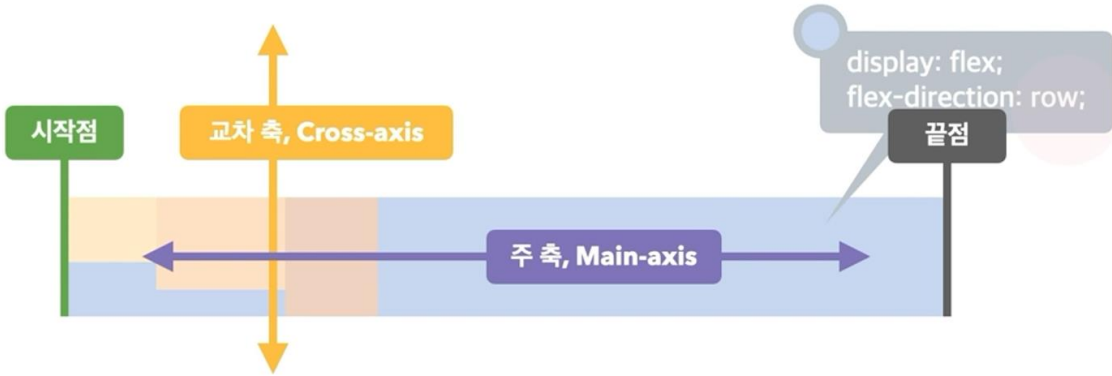 display: flex;
flex-direction: row;
시작점
교차 축, Cross-axis
끝점
주 축, Main-axis